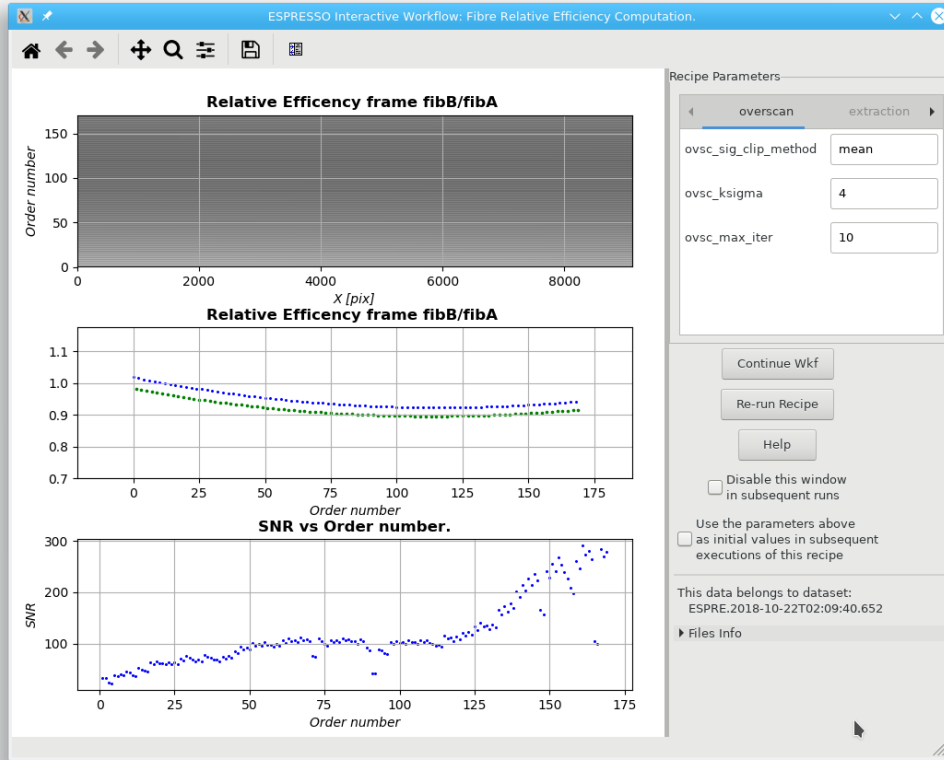 ESPRESSO Interactive Workflow: Fibre Relative Efficiency Computation.
Relative Efficency frame fibB/fibA
Order number
150
100
50
0
0 2000 4000 6000 8000
X [pix]
Relative Efficency frame fibB/fibA
1.1
1.0
0.9
0.8
0.7
0 25 50 75 100 125 150 175
Order number
SNR vs Order number.
SNR
300
200
100
0 25 50 75 100 125 150 175
Order number
Recipe Parameters
overscan extraction
ovsc_sig_clip_method mean
ovsc_ksigma 4
ovsc_max_iter 10
Continue Wkf
Re-run Recipe
Help
Disable this window
in subsequent runs
Use the parameters above
as initial values in subsequent
executions of this recipe
This data belongs to dataset:
ESPRE.2018-10-22T02:09:40.652
Files Info